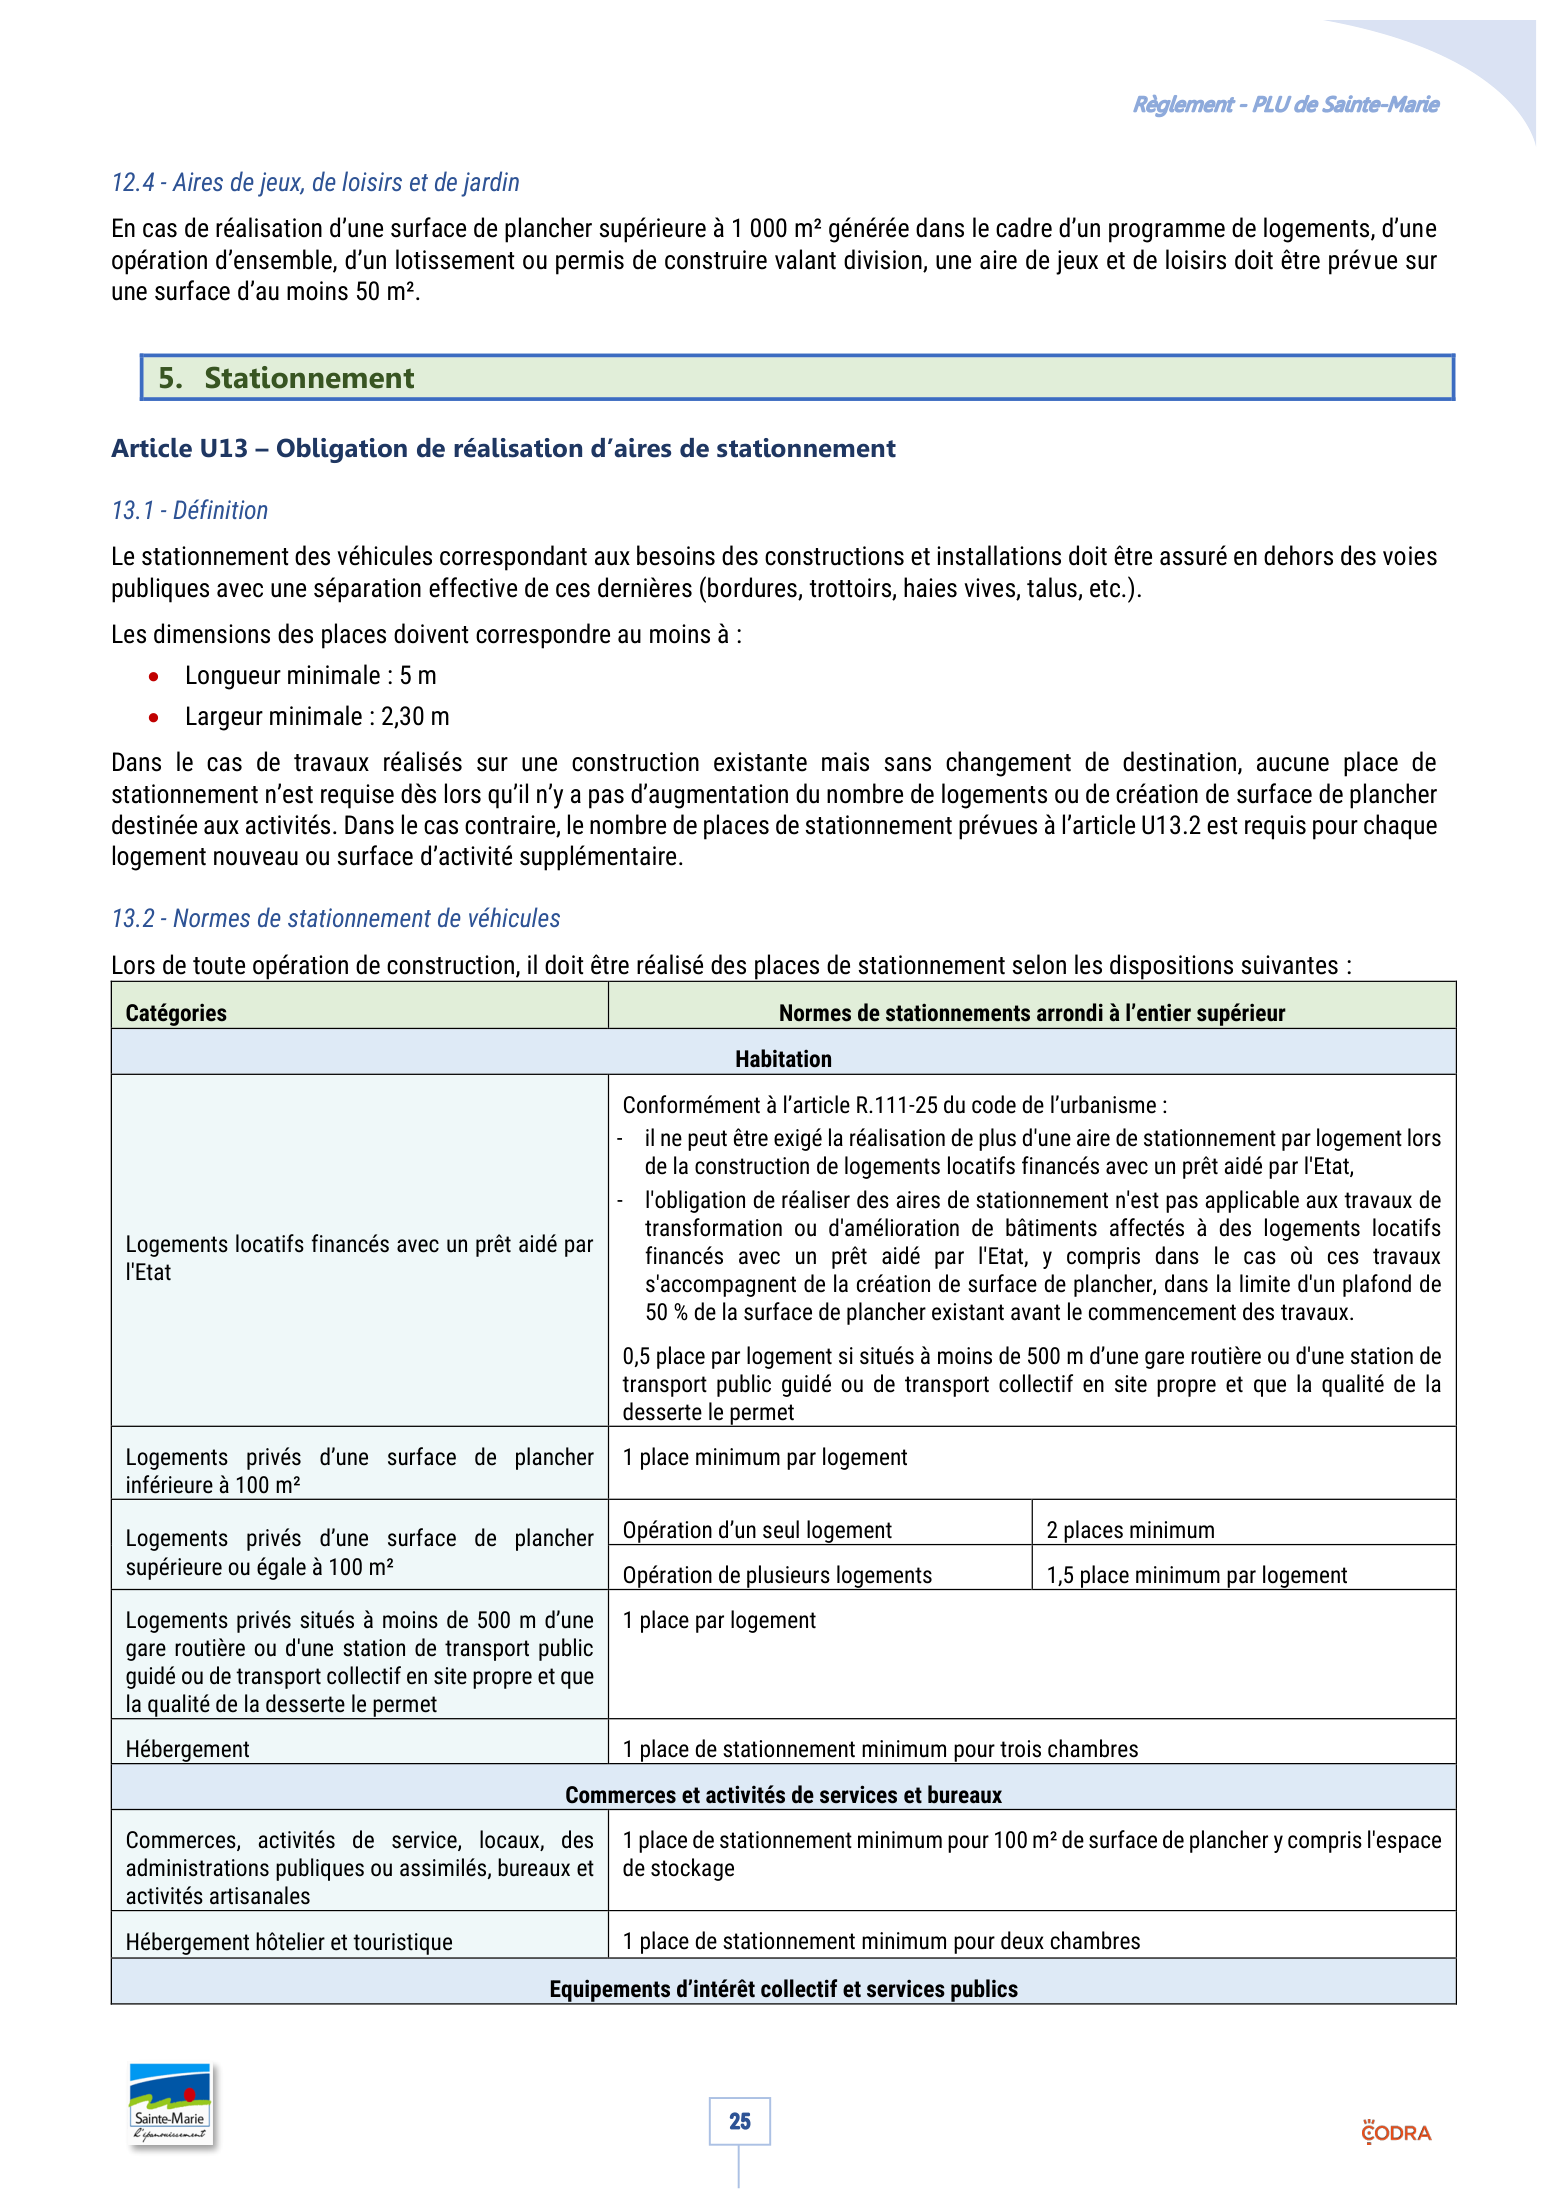 Règlement - PLU de Sainte-Marie
12.4 - Aires de jeux, de loisirs et de jardin
En cas de réalisation d’une surface de plancher supérieure à 1 000 m² générée dans le cadre d’un programme de logements, d’une
opération d’ensemble, d’un lotissement ou permis de construire valant division, une aire de jeux et de loisirs doit être prévue sur
une surface d’au moins 50 m².
5. Stationnement
Article U13 – Obligation de réalisation d’aires de stationnement
13.1 - Définition
Le stationnement des véhicules correspondant aux besoins des constructions et installations doit être assuré en dehors des voies
publiques avec une séparation effective de ces dernières (bordures, trottoirs, haies vives, talus, etc.).
Les dimensions des places doivent correspondre au moins à :
• Longueur minimale : 5 m
• Largeur minimale : 2,30 m
Dans le cas de travaux réalisés sur une construction existante mais sans changement de destination, aucune place de
stationnement n’est requise dès lors qu’il n’y a pas d’augmentation du nombre de logements ou de création de surface de plancher
destinée aux activités. Dans le cas contraire, le nombre de places de stationnement prévues à l’article U13.2 est requis pour chaque
logement nouveau ou surface d’activité supplémentaire.
13.2 - Normes de stationnement de véhicules
Lors de toute opération de construction, il doit être réalisé des places de stationnement selon les dispositions suivantes :
Catégories
Normes de stationnements arrondi à l’entier supérieur
Habitation
Logements locatifs financés avec un prêt aidé par
l'Etat
Conformément à l’article R.111-25 du code de l’urbanisme :
- il ne peut être exigé la réalisation de plus d'une aire de stationnement par logement lors
de la construction de logements locatifs financés avec un prêt aidé par l'Etat,
- l'obligation de réaliser des aires de stationnement n'est pas applicable aux travaux de
transformation ou d'amélioration de bâtiments affectés à des logements locatifs
financés avec un prêt aidé par l'Etat, y compris dans le cas où ces travaux
s'accompagnent de la création de surface de plancher, dans la limite d'un plafond de
50 % de la surface de plancher existant avant le commencement des travaux.
0,5 place par logement si situés à moins de 500 m d’une gare routière ou d'une station de
transport public guidé ou de transport collectif en site propre et que la qualité de la
desserte le permet
Logements privés d’une surface de plancher
inférieure à 100 m²
1 place minimum par logement
Logements privés d’une surface de plancher
supérieure ou égale à 100 m²
Opération d’un seul logement
2 places minimum
Opération de plusieurs logements
1,5 place minimum par logement
Logements privés situés à moins de 500 m d’une
gare routière ou d'une station de transport public
guidé ou de transport collectif en site propre et que
la qualité de la desserte le permet
1 place par logement
Hébergement
1 place de stationnement minimum pour trois chambres
Commerces et activités de services et bureaux
Commerces, activités de service, locaux, des
administrations publiques ou assimilés, bureaux et
activités artisanales
1 place de stationnement minimum pour 100 m² de surface de plancher y compris l'espace
de stockage
Hébergement hôtelier et touristique
1 place de stationnement minimum pour deux chambres
Equipements d’intérêt collectif et services publics
Sainte-Marie
l'épanouissement
25
CODRA